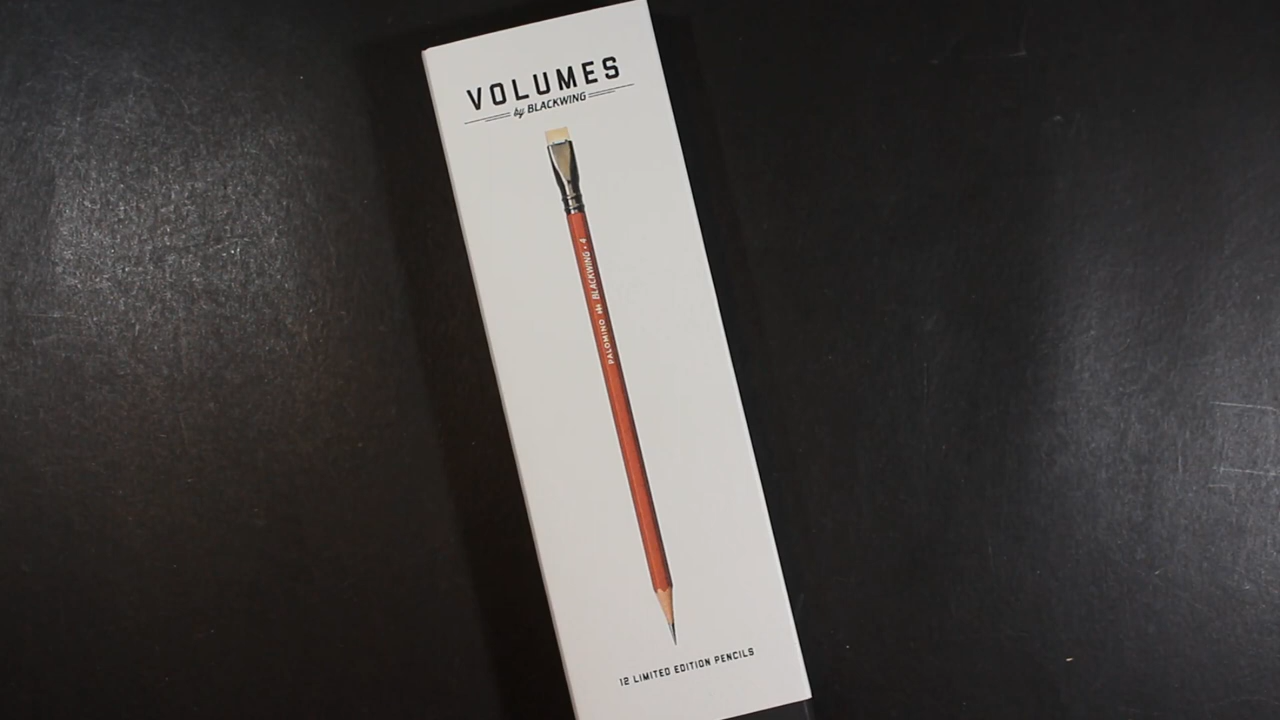 VOLUMES
by BLACKWING
PALOMINO BLACKWING • 4
12 LIMITED EDITION PENCILS